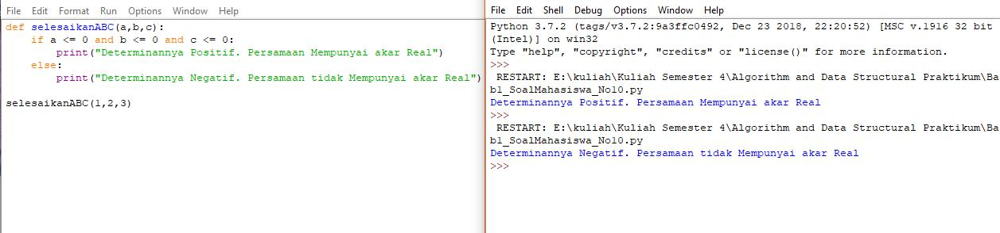 File Edit Format Run Options Window Help
def selesaikanABC(a,b,c):
    if a <= 0 and b <= 0 and c <= 0:
        print("Determinannya Positif. Persamaan Mempunyai akar Real")
    else:
        print("Determinannya Negatif. Persamaan tidak Mempunyai akar Real")

selesaikanABC(1,2,3)
File Edit Shell Debug Options Window Help
Python 3.7.2 (tags/v3.7.2:9a3ffc0492, Dec 23 2018, 22:20:52) [MSC v.1916 32 bit
(Intel)] on win32
Type "help", "copyright", "credits" or "license()" for more information.
>>>
 RESTART: E:\kuliah\Kuliah Semester 4\Algorithm and Data Structural Praktikum\Ba
b1_SoalMahasiswa_No10.py
Determinannya Positif. Persamaan Mempunyai akar Real
>>>
 RESTART: E:\kuliah\Kuliah Semester 4\Algorithm and Data Structural Praktikum\Ba
b1_SoalMahasiswa_No10.py
Determinannya Negatif. Persamaan tidak Mempunyai akar Real
>>>